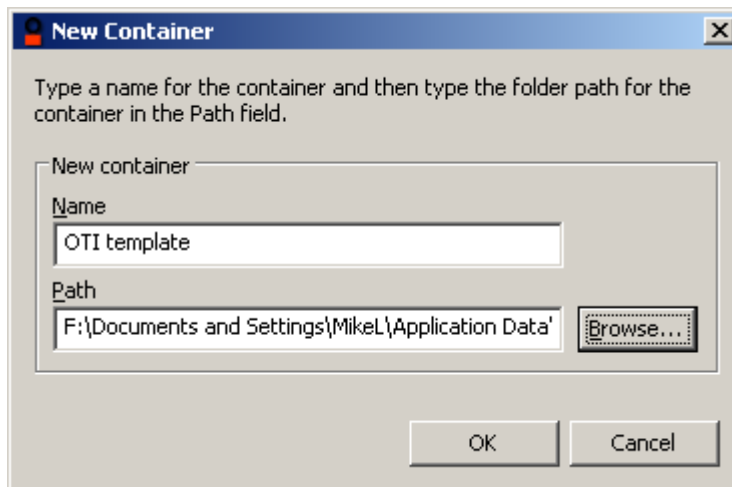 New Container
Type a name for the container and then type the folder path for the
container in the Path field.
New container
Name
OTI template
Path
F:\Documents and Settings\MikeL\Application Data\
Browse...
OK
Cancel